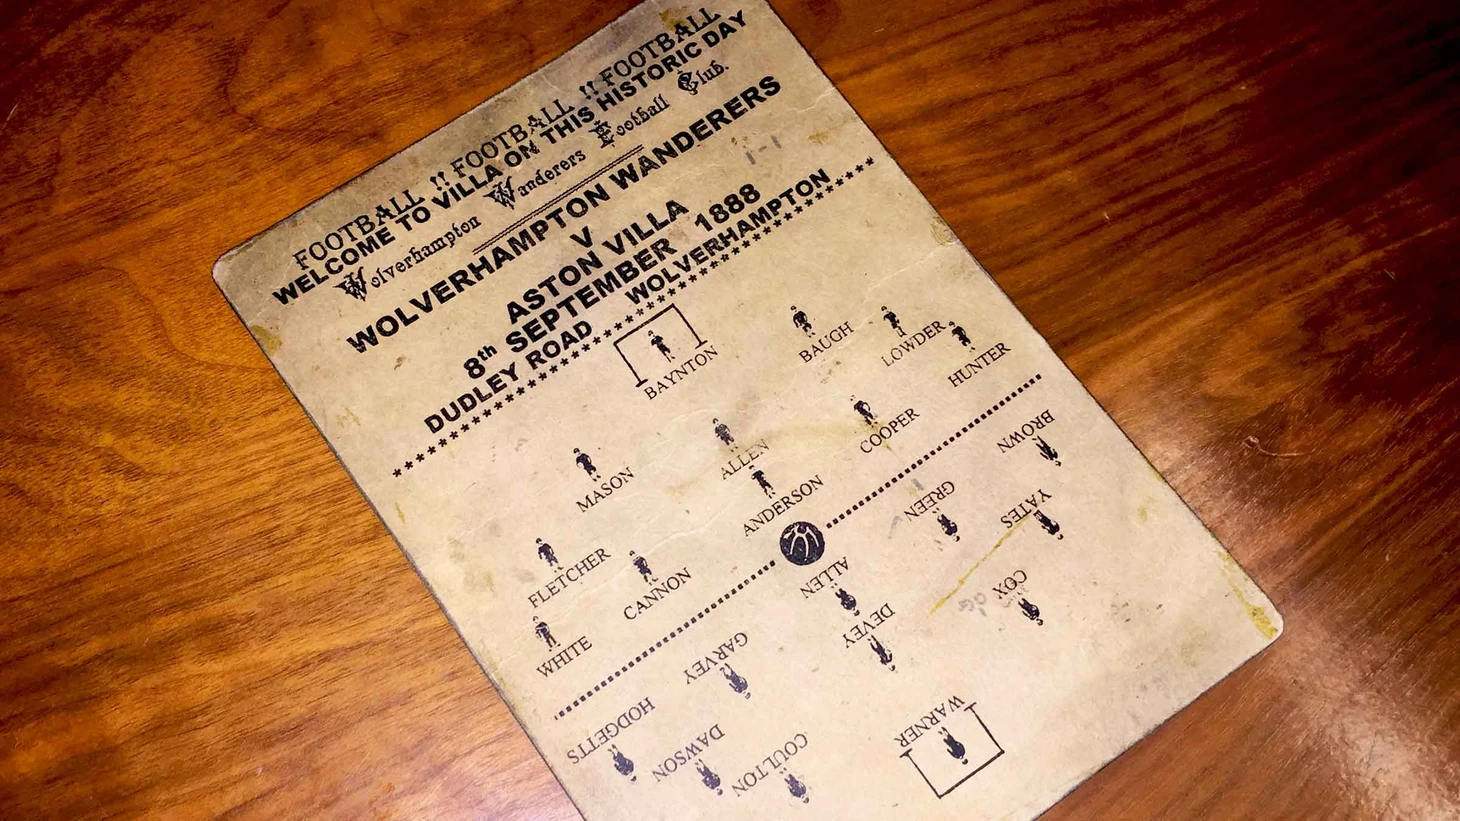 FOOTBALL !! FOOTBALL !! FOOTBALL
WELCOME TO VILLA ON THIS HISTORIC DAY
Wolverhampton Wanderers Football Club.
WOLVERHAMPTON WANDERERS
1-1
V
ASTON VILLA
8th SEPTEMBER 1888
DUDLEY ROAD WOLVERHAMPTON
BAYNTON
BAUGH
LOWDER
HUNTER
MASON
ALLEN
COOPER
ANDERSON
FLETCHER
CANNON
WHITE
BROWN
GREEN
YATES
ALLEN
DEVEY
COX
GARVEY
HODGETTS
DAWSON
COULTON
WARNER